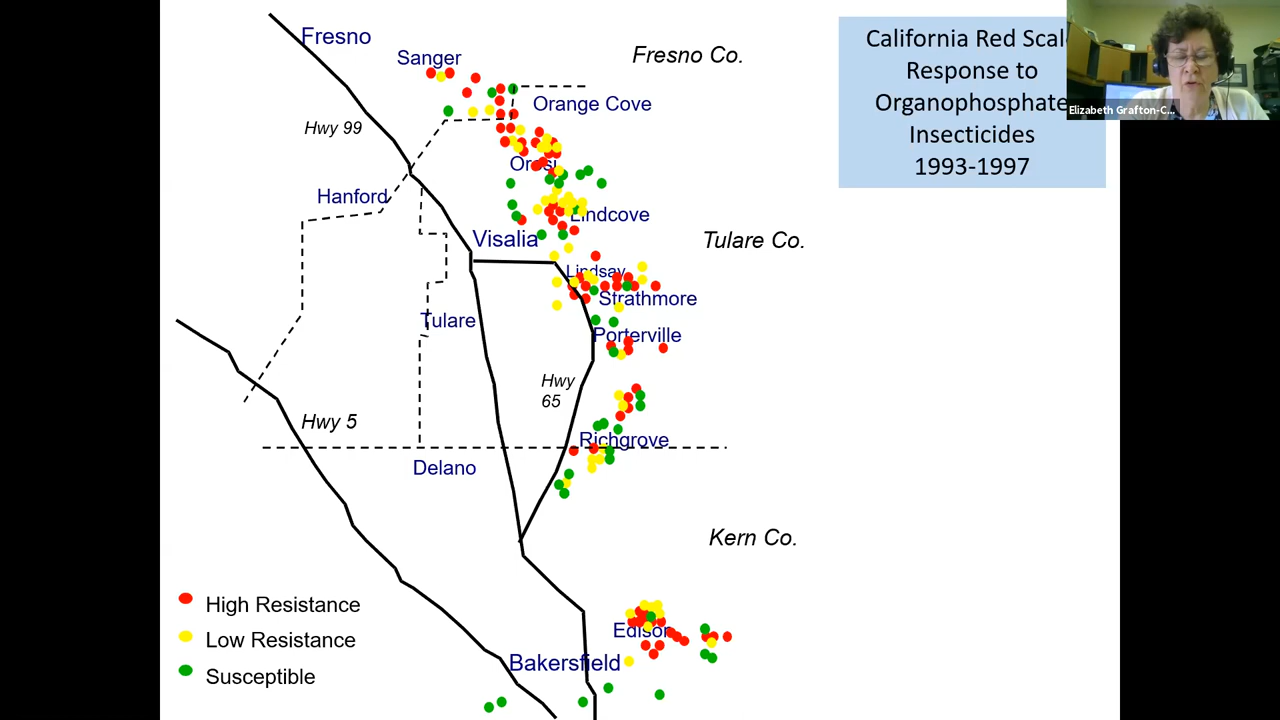 Fresno
Sanger
Fresno Co.
Orange Cove
Hwy 99
Orosi
Hanford
Lindcove
Visalia
Tulare Co.
Lindsay
Strathmore
Tulare
Porterville
Hwy
65
Hwy 5
Richgrove
Delano
Kern Co.
Edison
Bakersfield
High Resistance
Low Resistance
Susceptible
California Red Scal
Response to
Organophosphate
Insecticides
1993-1997
Elizabeth Grafton-C...